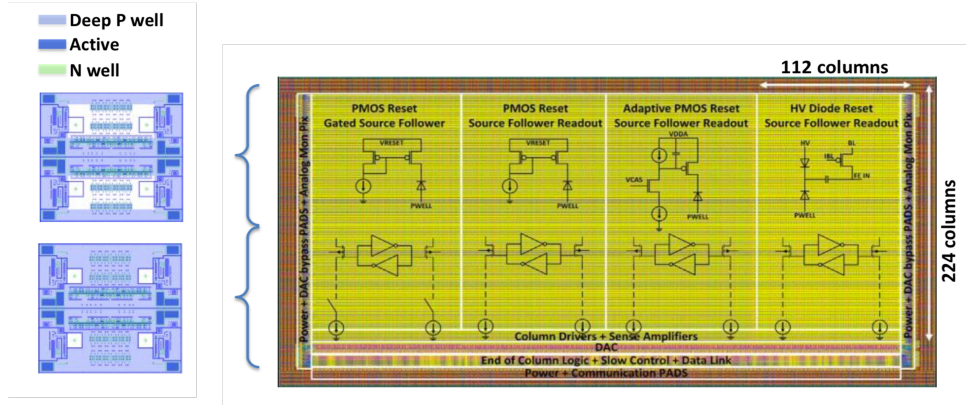 Deep P well
Active
N well
112 columns
224 columns
PMOS Reset
Gated Source Follower
VRESET
PWELL
PMOS Reset
Source Follower Readout
VRESET
PWELL
Adaptive PMOS Reset
Source Follower Readout
VDDA
VCAS
PWELL
HV Diode Reset
Source Follower Readout
HV
BL
IBL
PWELL
Power + DAC bypass PADS + Analog Mon Pix
Power + DAC bypass PADS + Analog Mon Pix
Column Drivers + Sense Amplifiers
DAC
End of Column Logic + Slow Control + Data Link
Power + Communication PADS